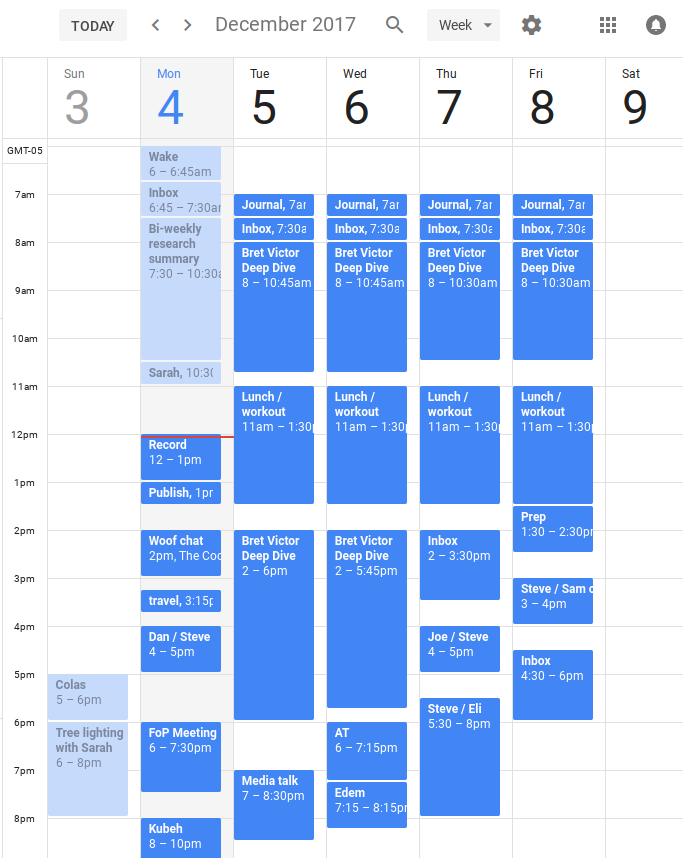 TODAY
December 2017
Week
Sun
3
Mon
4
Tue
5
Wed
6
Thu
7
Fri
8
Sat
9
GMT-05
7am
8am
9am
10am
11am
12pm
1pm
2pm
3pm
4pm
5pm
6pm
7pm
8pm
Colas
5 – 6pm
Tree lighting
with Sarah
6 – 8pm
Wake
6 – 6:45am
Inbox
6:45 – 7:30a
Bi-weekly
research
summary
7:30 – 10:30a
Sarah, 10:30
Record
12 – 1pm
Publish, 1pr
Woof chat
2pm, The Coc
travel, 3:15p
Dan / Steve
4 – 5pm
FoP Meeting
6 – 7:30pm
Kubeh
8 – 10pm
Journal, 7ar
Inbox, 7:30a
Bret Victor
Deep Dive
8 – 10:45am
Lunch /
workout
11am – 1:30p
Bret Victor
Deep Dive
2 – 6pm
Media talk
7 – 8:30pm
Journal, 7ar
Inbox, 7:30a
Bret Victor
Deep Dive
8 – 10:45am
Lunch /
workout
11am – 1:30p
Bret Victor
Deep Dive
2 – 5:45pm
AT
6 – 7:15pm
Edem
7:15 – 8:15pr
Journal, 7ar
Inbox, 7:30a
Bret Victor
Deep Dive
8 – 10:30am
Lunch /
workout
11am – 1:30p
Inbox
2 – 3:30pm
Joe / Steve
4 – 5pm
Steve / Eli
5:30 – 8pm
Journal, 7ar
Inbox, 7:30a
Bret Victor
Deep Dive
8 – 10:30am
Lunch /
workout
11am – 1:30p
Prep
1:30 – 2:30pr
Steve / Sam c
3 – 4pm
Inbox
4:30 – 6pm